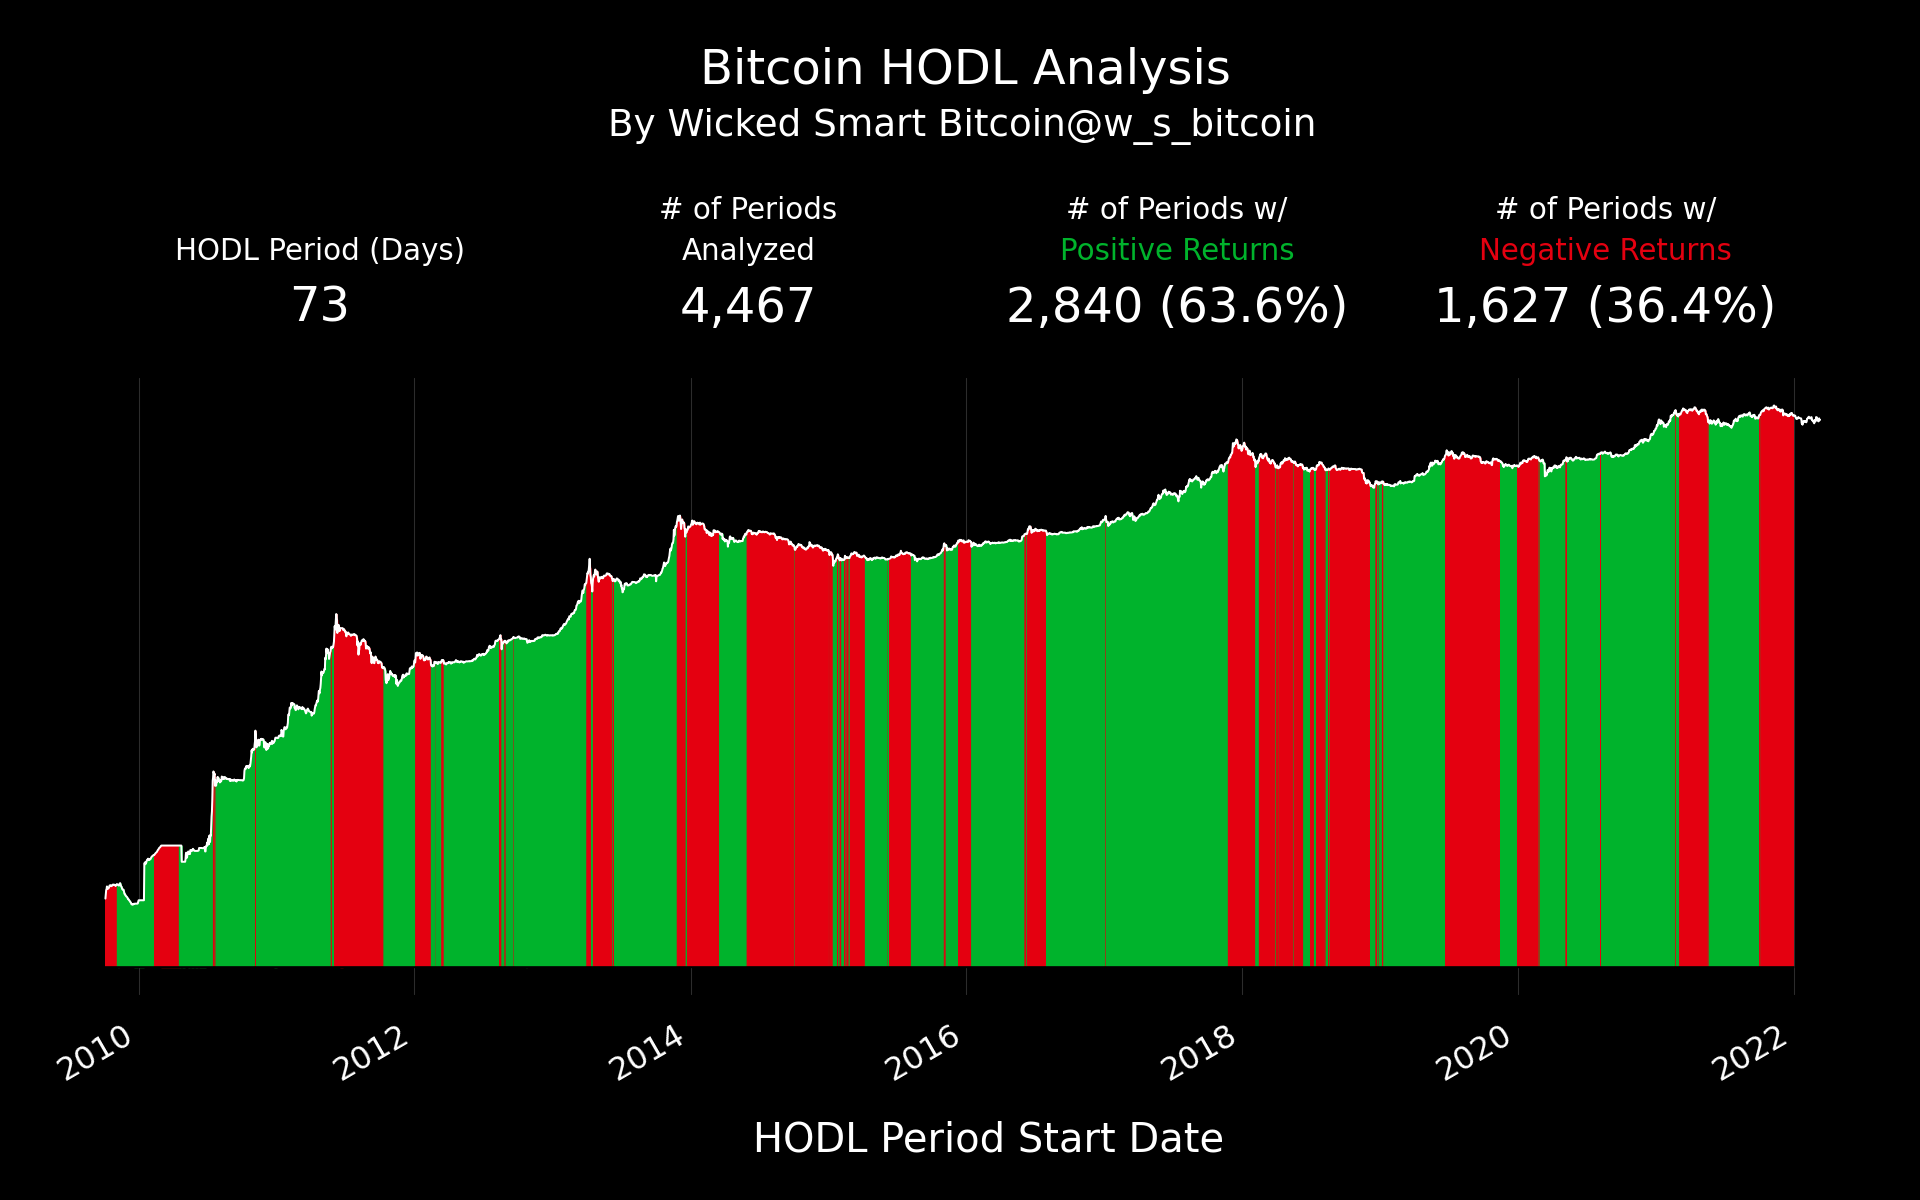 Bitcoin HODL Analysis
By Wicked Smart Bitcoin@w_s_bitcoin
HODL Period (Days)
73
# of Periods
Analyzed
4,467
# of Periods w/
Positive Returns
2,840 (63.6%)
# of Periods w/
Negative Returns
1,627 (36.4%)
2010
2012
2014
2016
2018
2020
2022
HODL Period Start Date